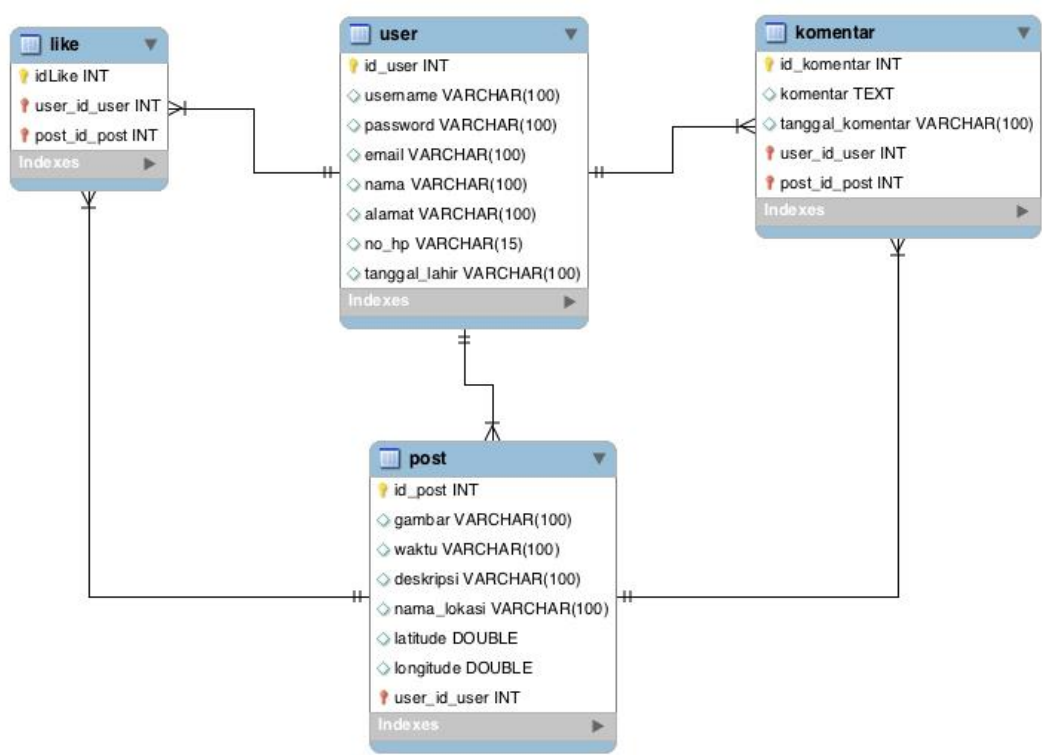 like
idLike INT
user_id_user INT
post_id_post INT
Indexes
user
id_user INT
username VARCHAR(100)
password VARCHAR(100)
email VARCHAR(100)
nama VARCHAR(100)
alamat VARCHAR(100)
no_hp VARCHAR(15)
tanggal_lahir VARCHAR(100)
Indexes
komentar
id_komentar INT
komentar TEXT
tanggal_komentar VARCHAR(100)
user_id_user INT
post_id_post INT
Indexes
post
id_post INT
gambar VARCHAR(100)
waktu VARCHAR(100)
deskripsi VARCHAR(100)
nama_lokasi VARCHAR(100)
latitude DOUBLE
longitude DOUBLE
user_id_user INT
Indexes